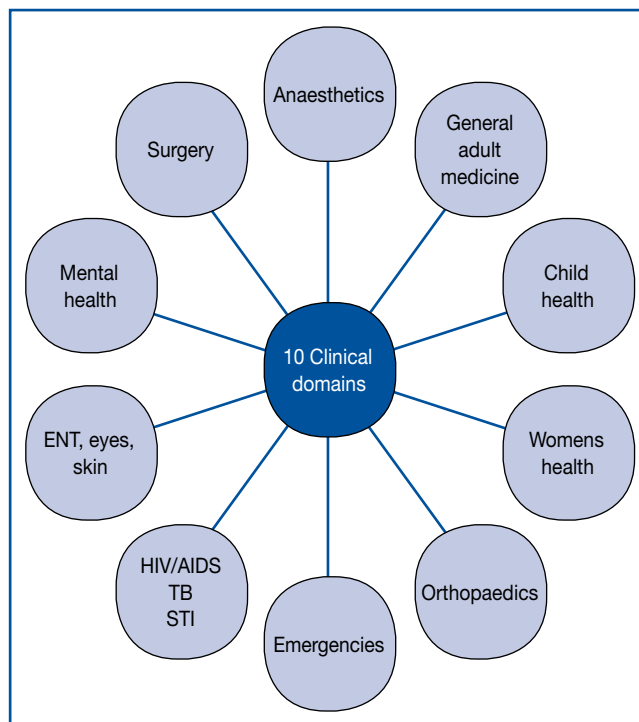 Anaesthetics
General
adult
medicine
Child
health
Womens
health
Orthopaedics
Emergencies
HIV/AIDS
TB
STI
ENT, eyes,
skin
Mental
health
Surgery
10 Clinical
domains